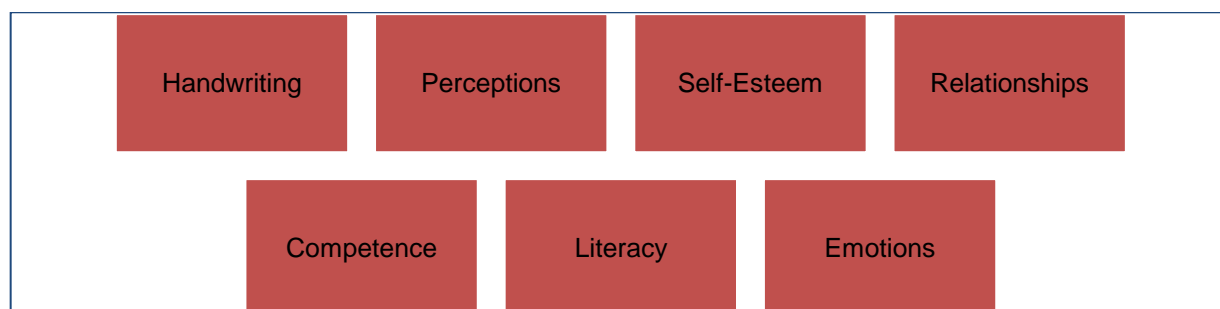 Handwriting Perceptions Self-Esteem Relationships
Competence Literacy Emotions